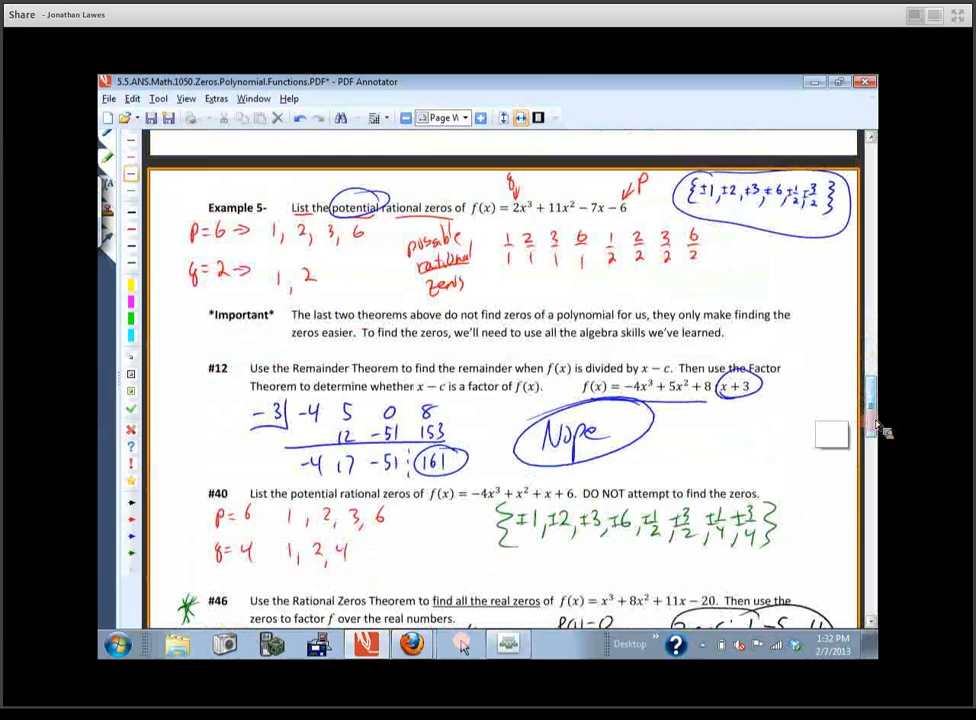 Share - Jonathan Lawes
5.5.ANS.Math.1050.Zeros.Polynomial.Functions.PDF* - PDF Annotator
File Edit Tool View Extras Window Help
Page W
q p
Example 5- List the potential rational zeros of f(x) = 2x³ + 11x² − 7x − 6
{±1, ±2, ±3, ±6, ±1/2, ±3/2}
p=6 → 1, 2, 3, 6
possible rational zeros
1/1 2/1 3/1 6/1 1/2 2/2 3/2 6/2
q=2 → 1, 2
*Important* The last two theorems above do not find zeros of a polynomial for us, they only make finding the
zeros easier. To find the zeros, we'll need to use all the algebra skills we've learned.
#12 Use the Remainder Theorem to find the remainder when f(x) is divided by x − c. Then use the Factor
Theorem to determine whether x − c is a factor of f(x). f(x) = −4x³ + 5x² + 8 x + 3
-3| -4 5 0 8
12 -51 153
-4 17 -51 161
Nope
#40 List the potential rational zeros of f(x) = −4x³ + x² + x + 6. DO NOT attempt to find the zeros.
p=6 1, 2, 3, 6
{±1, ±2, ±3, ±6, ±1/2, ±3/2, ±1/4, ±3/4}
q=4 1, 2, 4
#46 Use the Rational Zeros Theorem to find all the real zeros of f(x) = x³ + 8x² + 11x − 20. Then use the
zeros to factor f over the real numbers.
Desktop
1:32 PM
2/7/2013